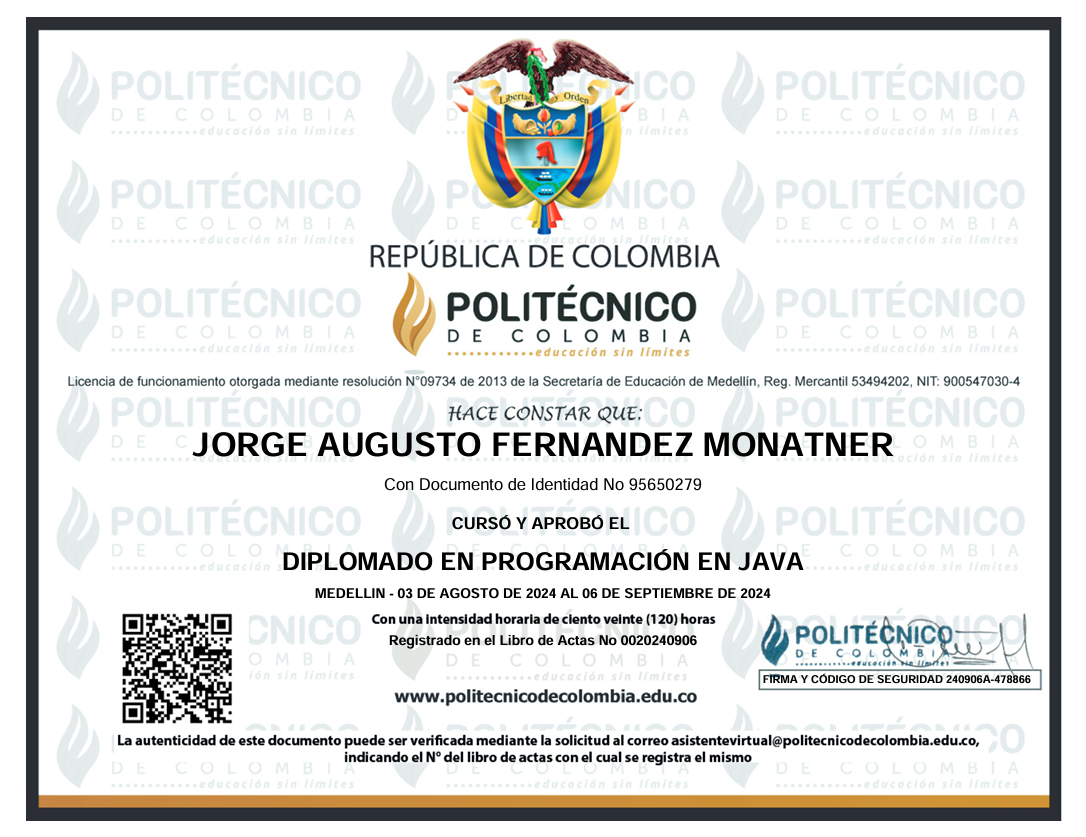 Libertad y Orden
REPÚBLICA DE COLOMBIA
POLITÉCNICO
DE COLOMBIA
educación sin límites
Licencia de funcionamiento otorgada mediante resolución N°09734 de 2013 de la Secretaría de Educación de Medellín, Reg. Mercantil 53494202, NIT: 900547030-4
HACE CONSTAR QUE:
JORGE AUGUSTO FERNANDEZ MONATNER
Con Documento de Identidad No 95650279
CURSÓ Y APROBÓ EL
DIPLOMADO EN PROGRAMACIÓN EN JAVA
MEDELLIN - 03 DE AGOSTO DE 2024 AL 06 DE SEPTIEMBRE DE 2024
Con una intensidad horaria de ciento veinte (120) horas
Registrado en el Libro de Actas No 0020240906
www.politecnicodecolombia.edu.co
POLITÉCNICO
DE COLOMBIA
educación sin límites
FIRMA Y CÓDIGO DE SEGURIDAD 240906A-478866
La autenticidad de este documento puede ser verificada mediante la solicitud al correo asistentevirtual@politecnicodecolombia.edu.co,
indicando el N° del libro de actas con el cual se registra el mismo